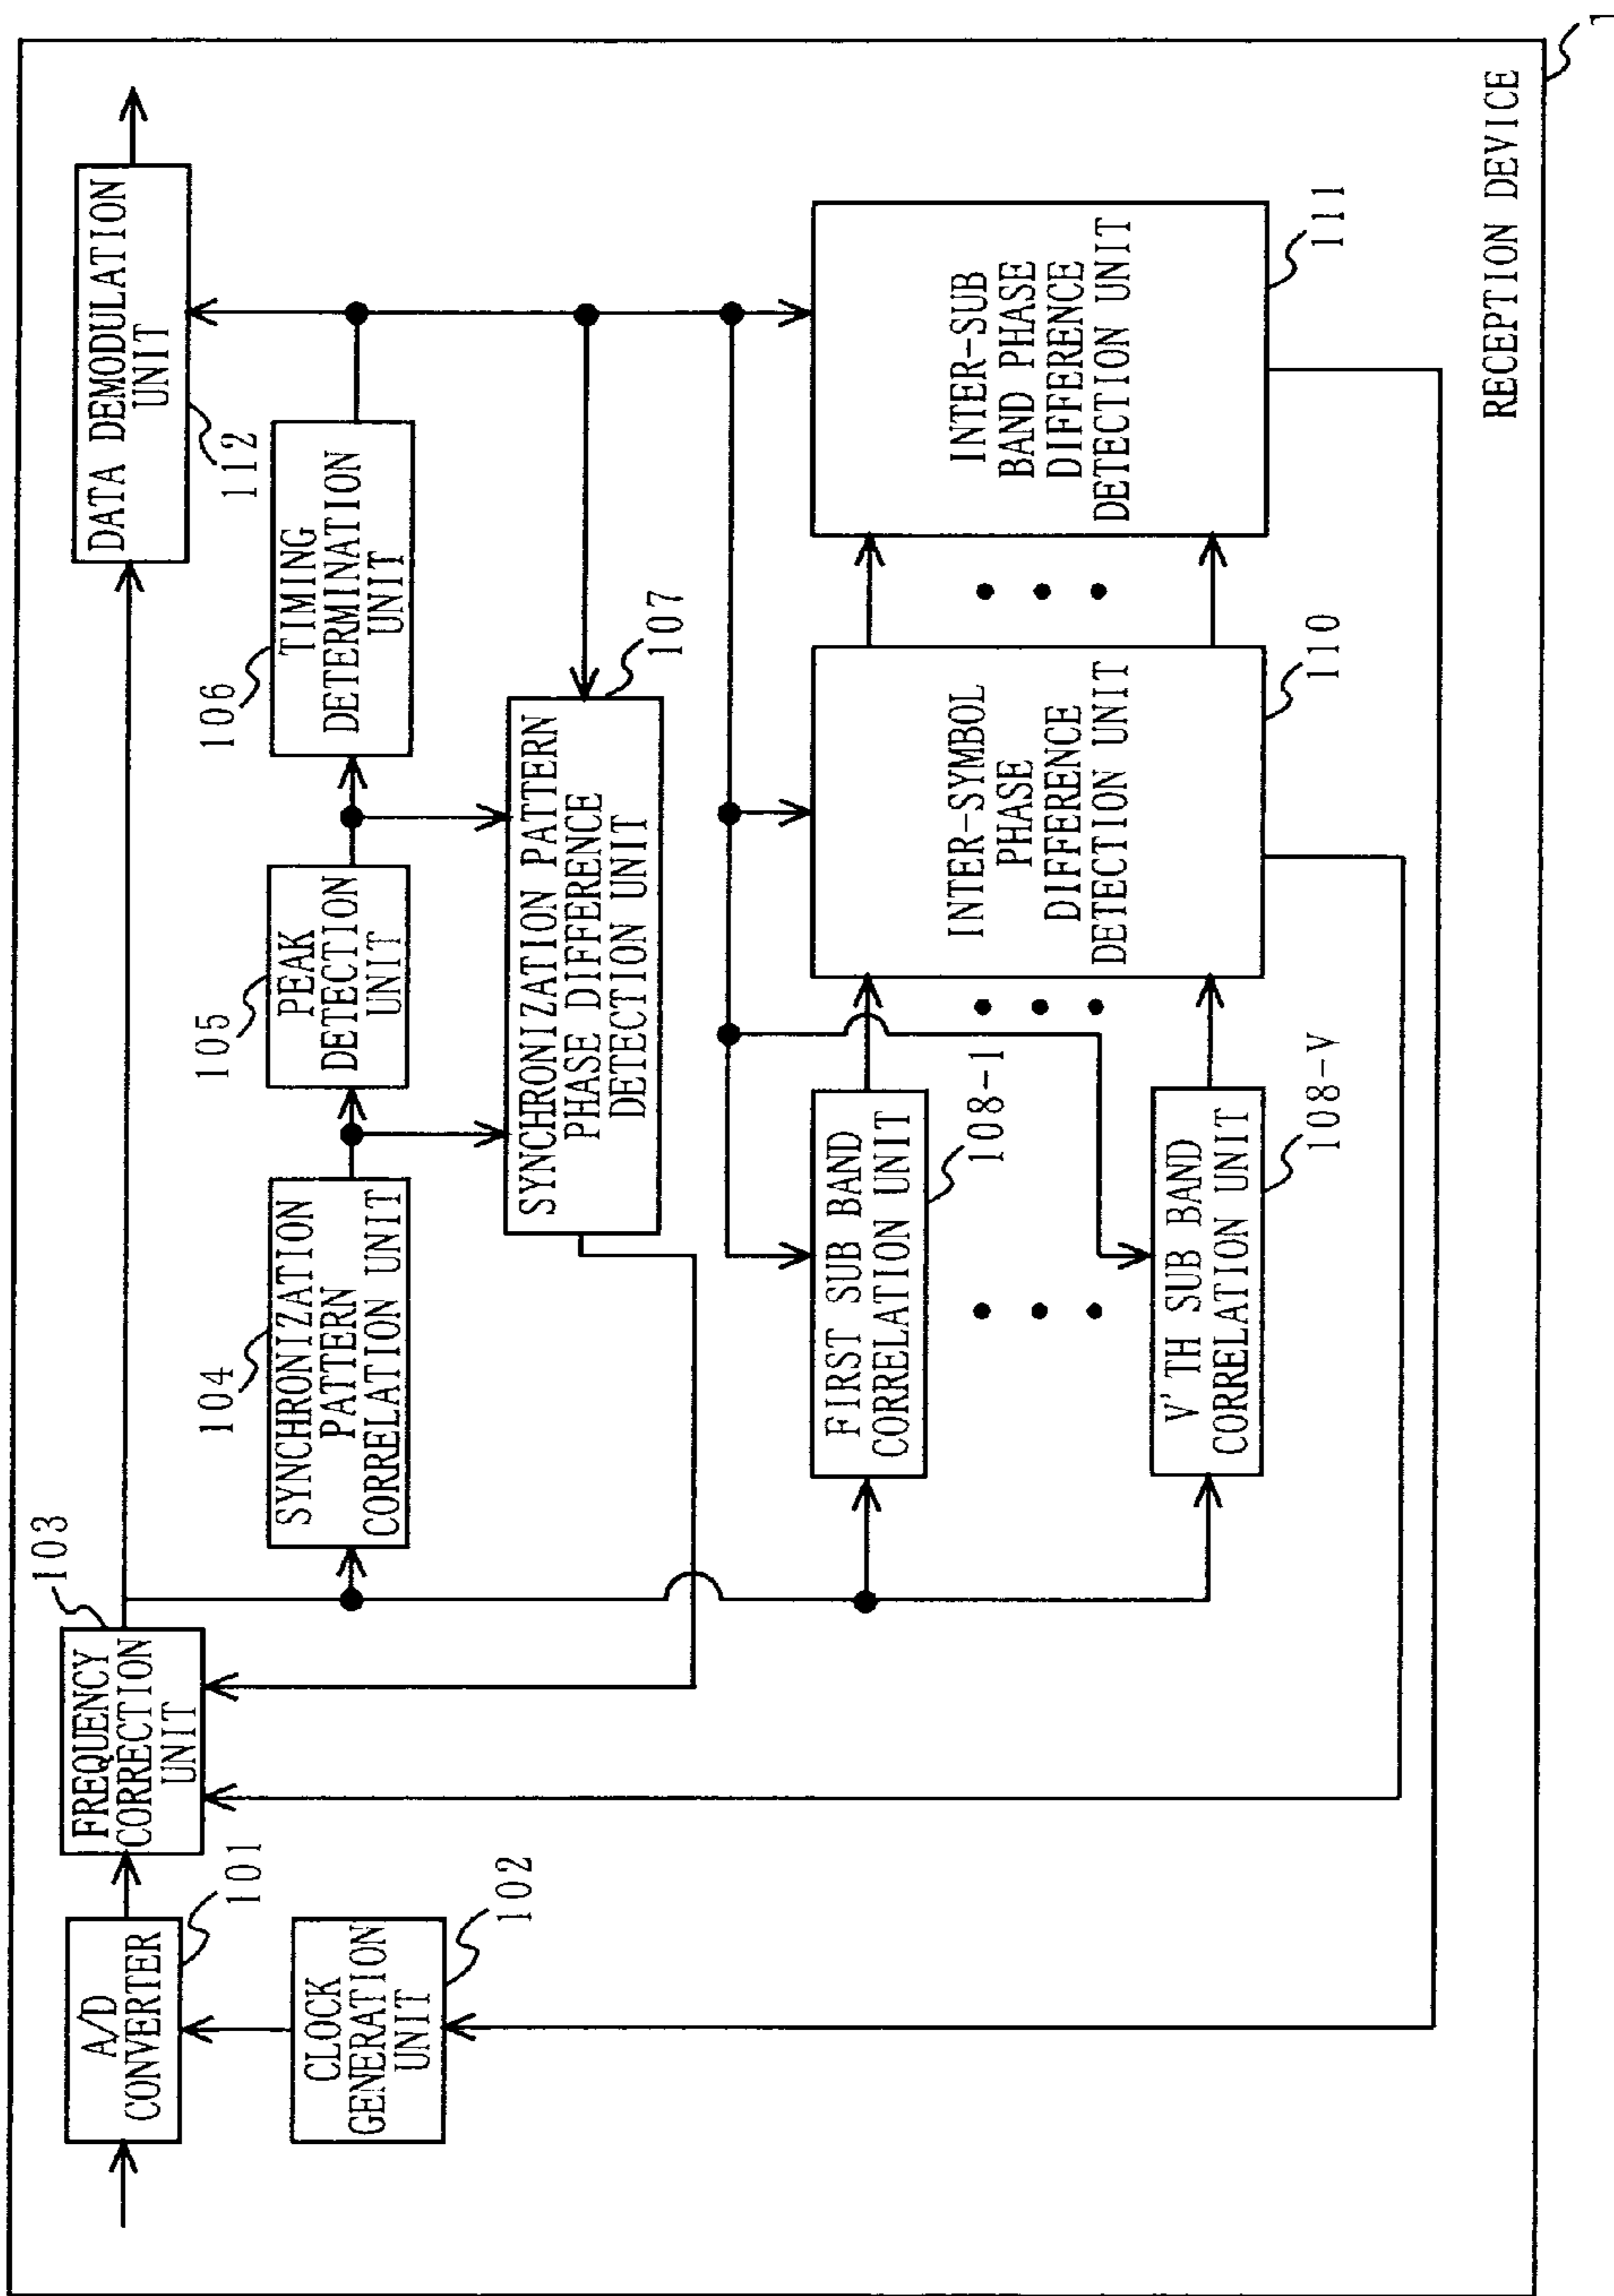 1
RECEPTION DEVICE
A/D
CONVERTER
101
CLOCK
GENERATION
UNIT
102
FREQUENCY
CORRECTION
UNIT
103
SYNCHRONIZATION
PATTERN
CORRELATION UNIT
104
PEAK
DETECTION
UNIT
105
TIMING
DETERMINATION
UNIT
106
DATA DEMODULATION
UNIT
112
SYNCHRONIZATION PATTERN
PHASE DIFFERENCE
DETECTION UNIT
107
FIRST SUB BAND
CORRELATION UNIT
108-1
V'TH SUB BAND
CORRELATION UNIT
108-V
INTER-SYMBOL
PHASE
DIFFERENCE
DETECTION UNIT
110
INTER-SUB
BAND PHASE
DIFFERENCE
DETECTION UNIT
111